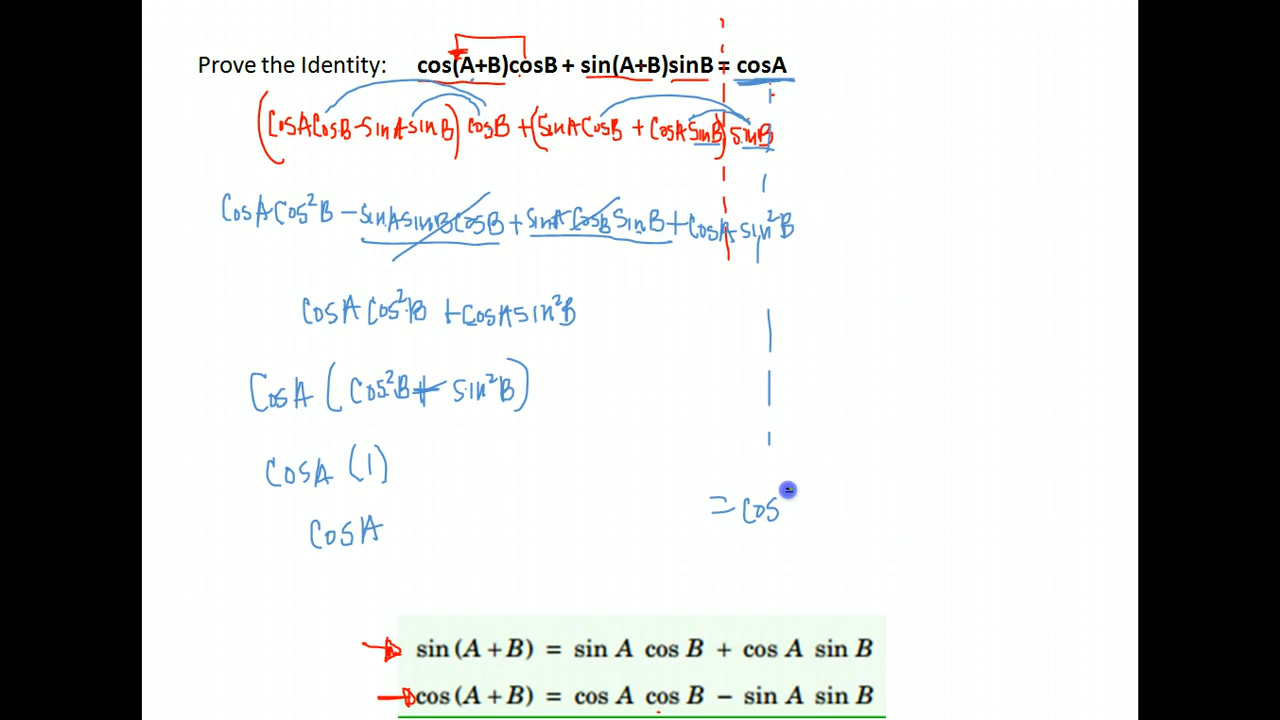 Prove the Identity: cos(A+B)cosB + sin(A+B)sinB = cosA
(CosACosB-SinASinB) CosB + (SinACosB + CosASinB) SinB
CosACos²B - SinASinBCosB + SinACosBSinB + CosASin²B
CosACos²B + CosASin²B
CosA (Cos²B + Sin²B)
CosA (1)
= Cos
CosA
sin (A + B) = sin A cos B + cos A sin B
cos (A + B) = cos A cos B − sin A sin B